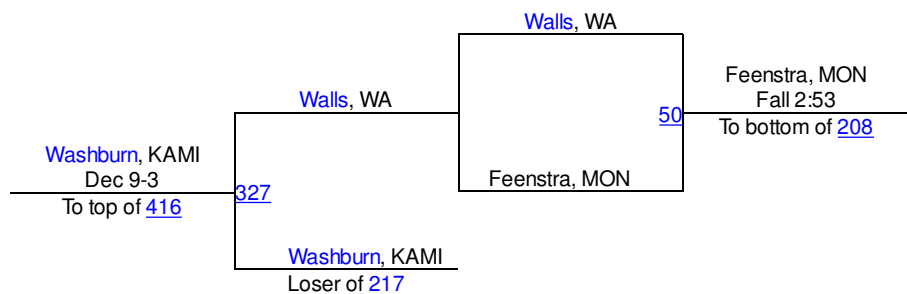 Walls, WA
Feenstra, MON
Fall 2:53
50
To bottom of 208
Walls, WA
Washburn, KAMI
Dec 9-3
To top of 416
327
Feenstra, MON
Washburn, KAMI
Loser of 217